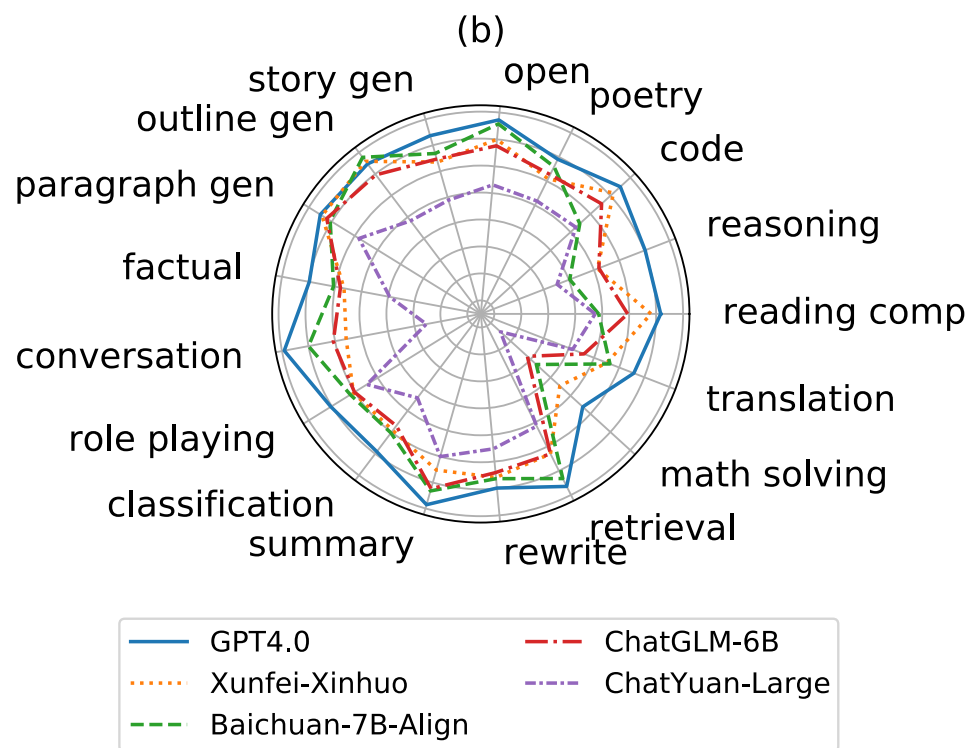 (b)
open
story gen
poetry
outline gen
code
paragraph gen
reasoning
factual
reading comp
conversation
translation
role playing
math solving
classification
retrieval
summary
rewrite
GPT4.0
Xunfei-Xinhuo
Baichuan-7B-Align
ChatGLM-6B
ChatYuan-Large